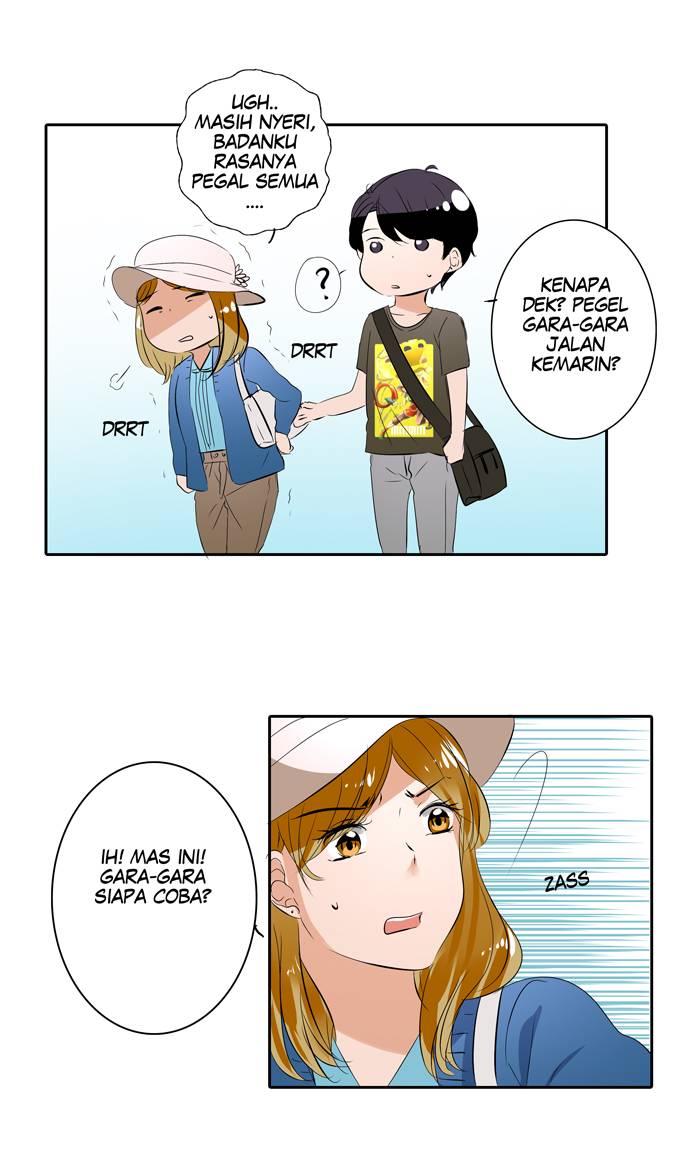 UGH..
MASIH NYERI,
BADANKU
RASANYA
PEGAL SEMUA
....
?
KENAPA
DEK? PEGEL
GARA-GARA
JALAN
KEMARIN?
DRRT
DRRT
IH! MAS INI!
GARA-GARA
SIAPA COBA?
ZASS